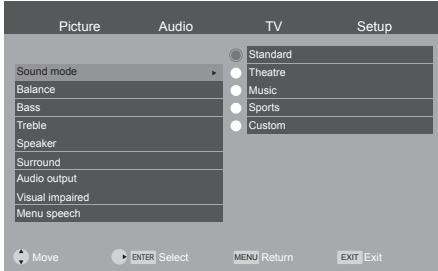 Picture Audio TV Setup
Standard
Sound mode Theatre
Balance Music
Bass Sports
Treble Custom
Speaker
Surround
Audio output
Visual impaired
Menu speech
Move ENTER Select MENU Return EXIT Exit